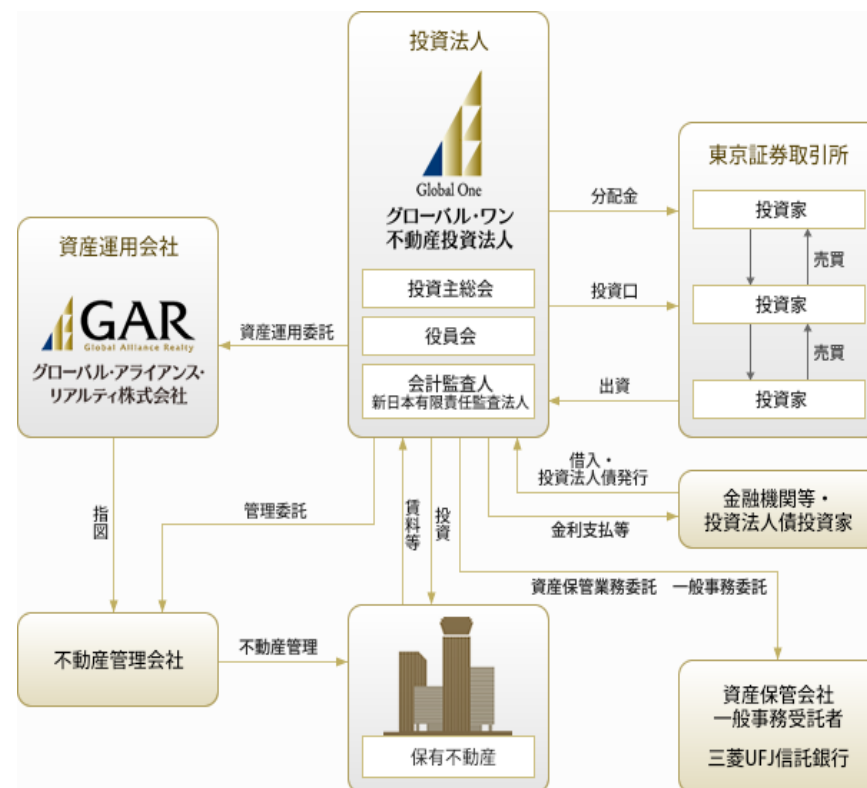 投資法人
Global One
グローバル・ワン
不動産投資法人
投資主総会
役員会
会計監査人
新日本有限責任監査法人
東京証券取引所
投資家
売買
投資家
売買
投資家
分配金
投資口
出資
資産運用会社
GAR
Global Alliance Realty
グローバル・アライアンス・
リアルティ株式会社
資産運用委託
指図
管理委託
賃料等
投資
借入・
投資法人債発行
金利支払等
金融機関等・
投資法人債投資家
資産保管業務委託　一般事務委託
不動産管理会社
不動産管理
保有不動産
資産保管会社
一般事務受託者
三菱UFJ信託銀行